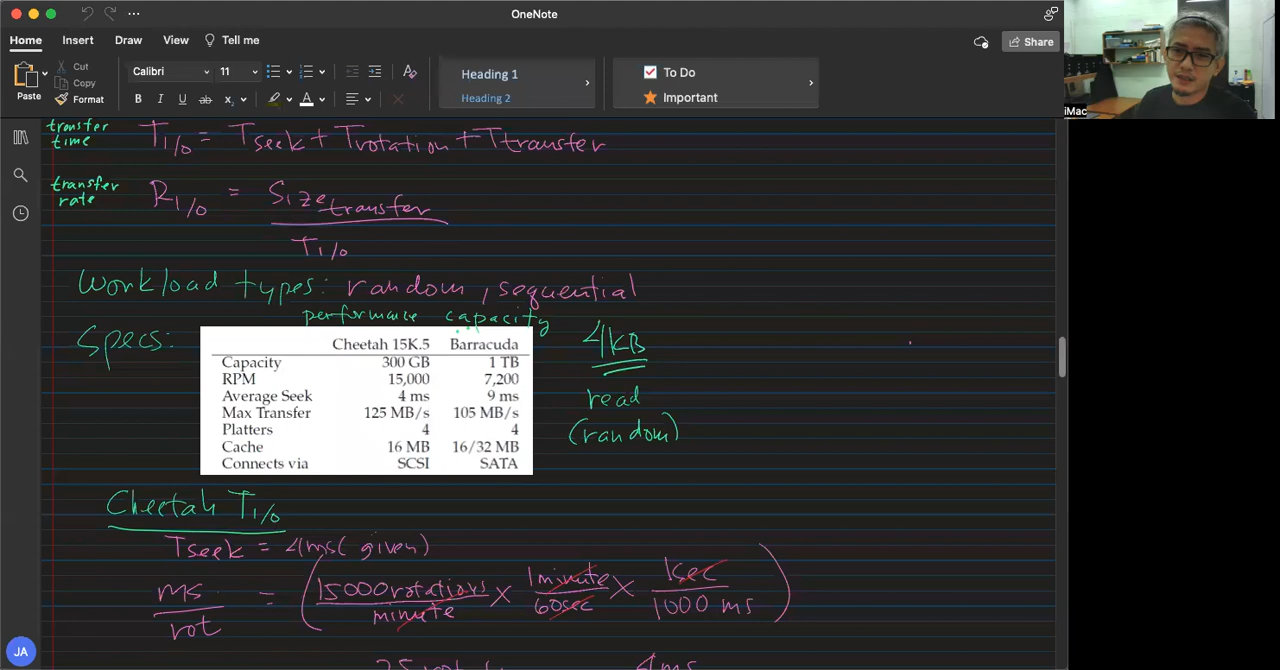 OneNote
Home Insert Draw View Tell me
Share
Paste
Cut
Copy
Format
Calibri 11
B I U ab x A
Heading 1
Heading 2
To Do
Important
iMac
transfer time T I/O = Tseek + Trotation + Ttransfer
transfer rate R I/O = Size transfer
T I/O
Workload types: random, sequential
performance capacity
Specs:
Cheetah 15K.5 Barracuda
Capacity 300 GB 1 TB
RPM 15,000 7,200
Average Seek 4 ms 9 ms
Max Transfer 125 MB/s 105 MB/s
Platters 4 4
Cache 16 MB 16/32 MB
Connects via SCSI SATA
4KB
read
(random)
Cheetah T I/O
Tseek = 4ms (given)
ms = ( 15000 rotations × 1 minute × 1 sec )
rot minute 60 sec 1000 ms
4ms
JA